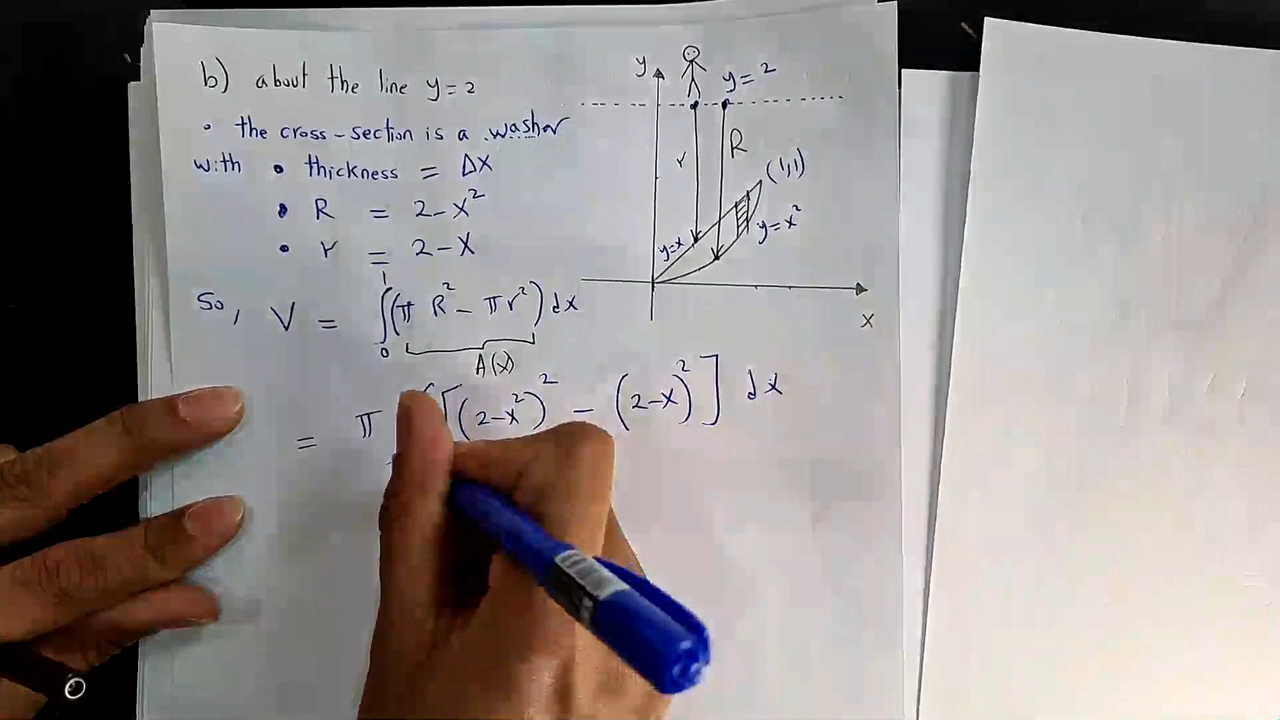 b) about the line y = 2
• the cross-section is a washer
with • thickness = Δx
• R = 2 - x²
• r = 2 - x
So, V = ∫₀¹ (π R² - π r²) dx
A(x)
= π ∫ [(2-x²)² - (2-x)²] dx
y
y = 2
r
R
(1,1)
y=x
y = x²
x